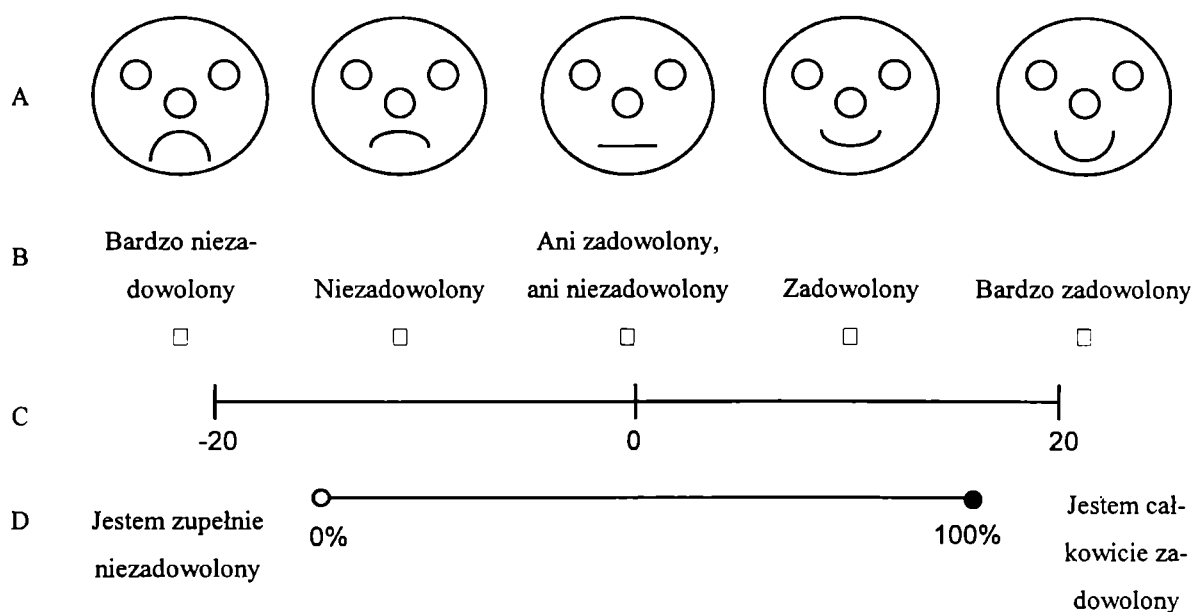 A
B
Bardzo nieza-
dowolony
Niezadowolony
Ani zadowolony,
ani niezadowolony
Zadowolony
Bardzo zadowolony
C
-20 0 20
D
Jestem zupełnie
niezadowolony
0% 100%
Jestem cał-
kowicie za-
dowolony